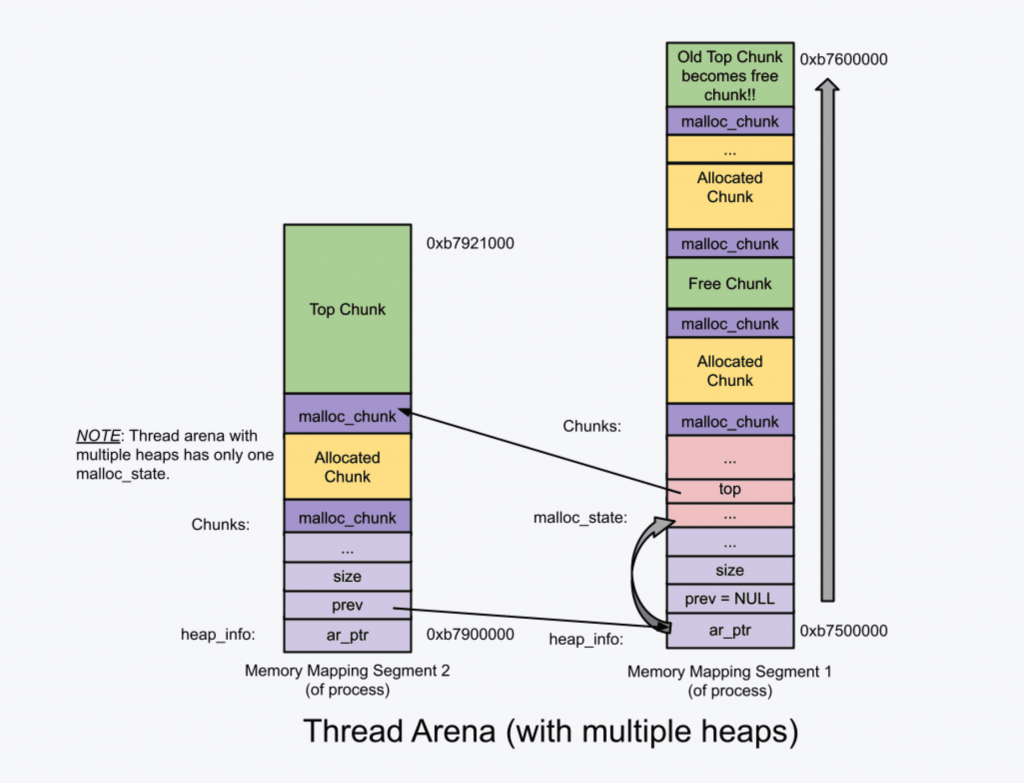 Old Top Chunk
becomes free
chunk!!
0xb7600000
malloc_chunk
...
Allocated
Chunk
malloc_chunk
Free Chunk
malloc_chunk
Allocated
Chunk
Chunks:
malloc_chunk
...
top
malloc_state:
...
...
size
prev = NULL
heap_info:
ar_ptr
0xb7500000
Memory Mapping Segment 1
(of process)
0xb7921000
Top Chunk
malloc_chunk
NOTE: Thread arena with
multiple heaps has only one
malloc_state.
Allocated
Chunk
Chunks:
malloc_chunk
...
size
prev
heap_info:
ar_ptr
0xb7900000
Memory Mapping Segment 2
(of process)
Thread Arena (with multiple heaps)